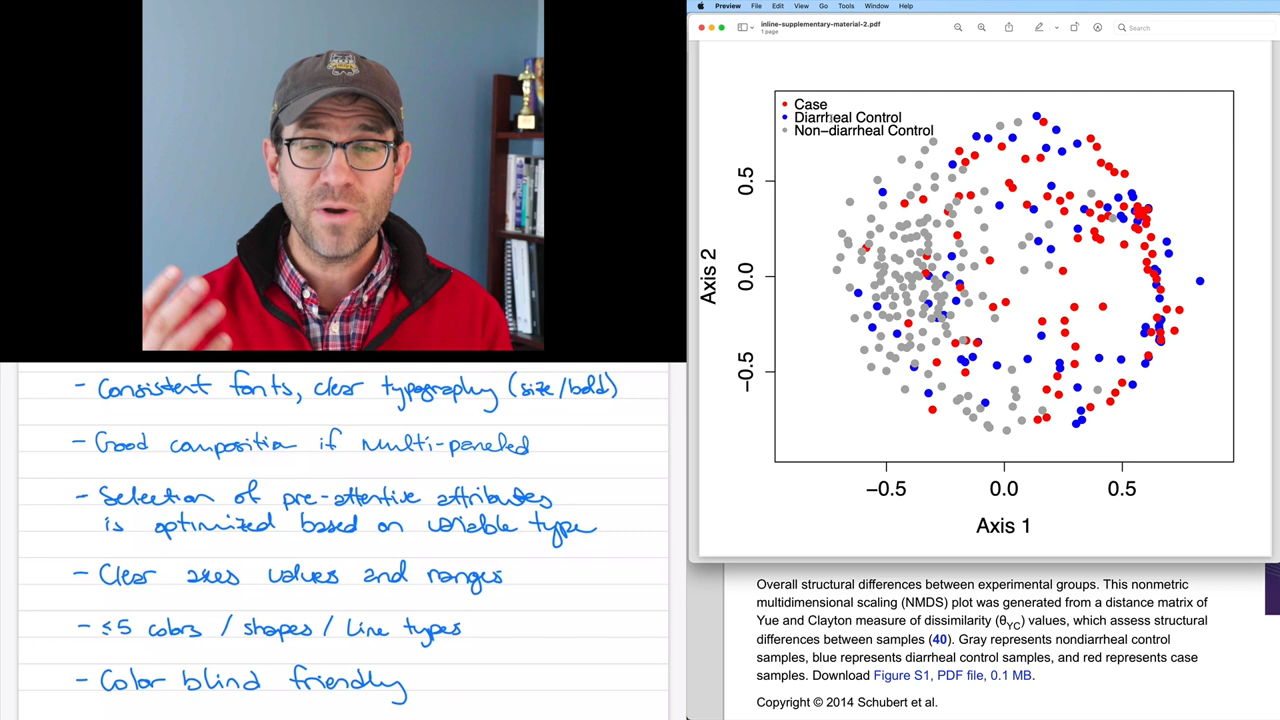 Preview File Edit View Go Tools Window Help
inline-supplementary-material-2.pdf
1 page
Search
Case
Diarrheal Control
Non-diarrheal Control
0.5
0.0
−0.5
Axis 2
−0.5 0.0 0.5
Axis 1
- Consistent fonts, clear typography (size/bold)
- Good composition if multi-paneled
- Selection of pre-attentive attributes
is optimized based on variable type
- Clear axes values and ranges
- ≤5 colors / shapes / line types
- Color blind friendly
Overall structural differences between experimental groups. This nonmetric
multidimensional scaling (NMDS) plot was generated from a distance matrix of
Yue and Clayton measure of dissimilarity (θYC) values, which assess structural
differences between samples (40). Gray represents nondiarrheal control
samples, blue represents diarrheal control samples, and red represents case
samples. Download Figure S1, PDF file, 0.1 MB.
Copyright © 2014 Schubert et al.